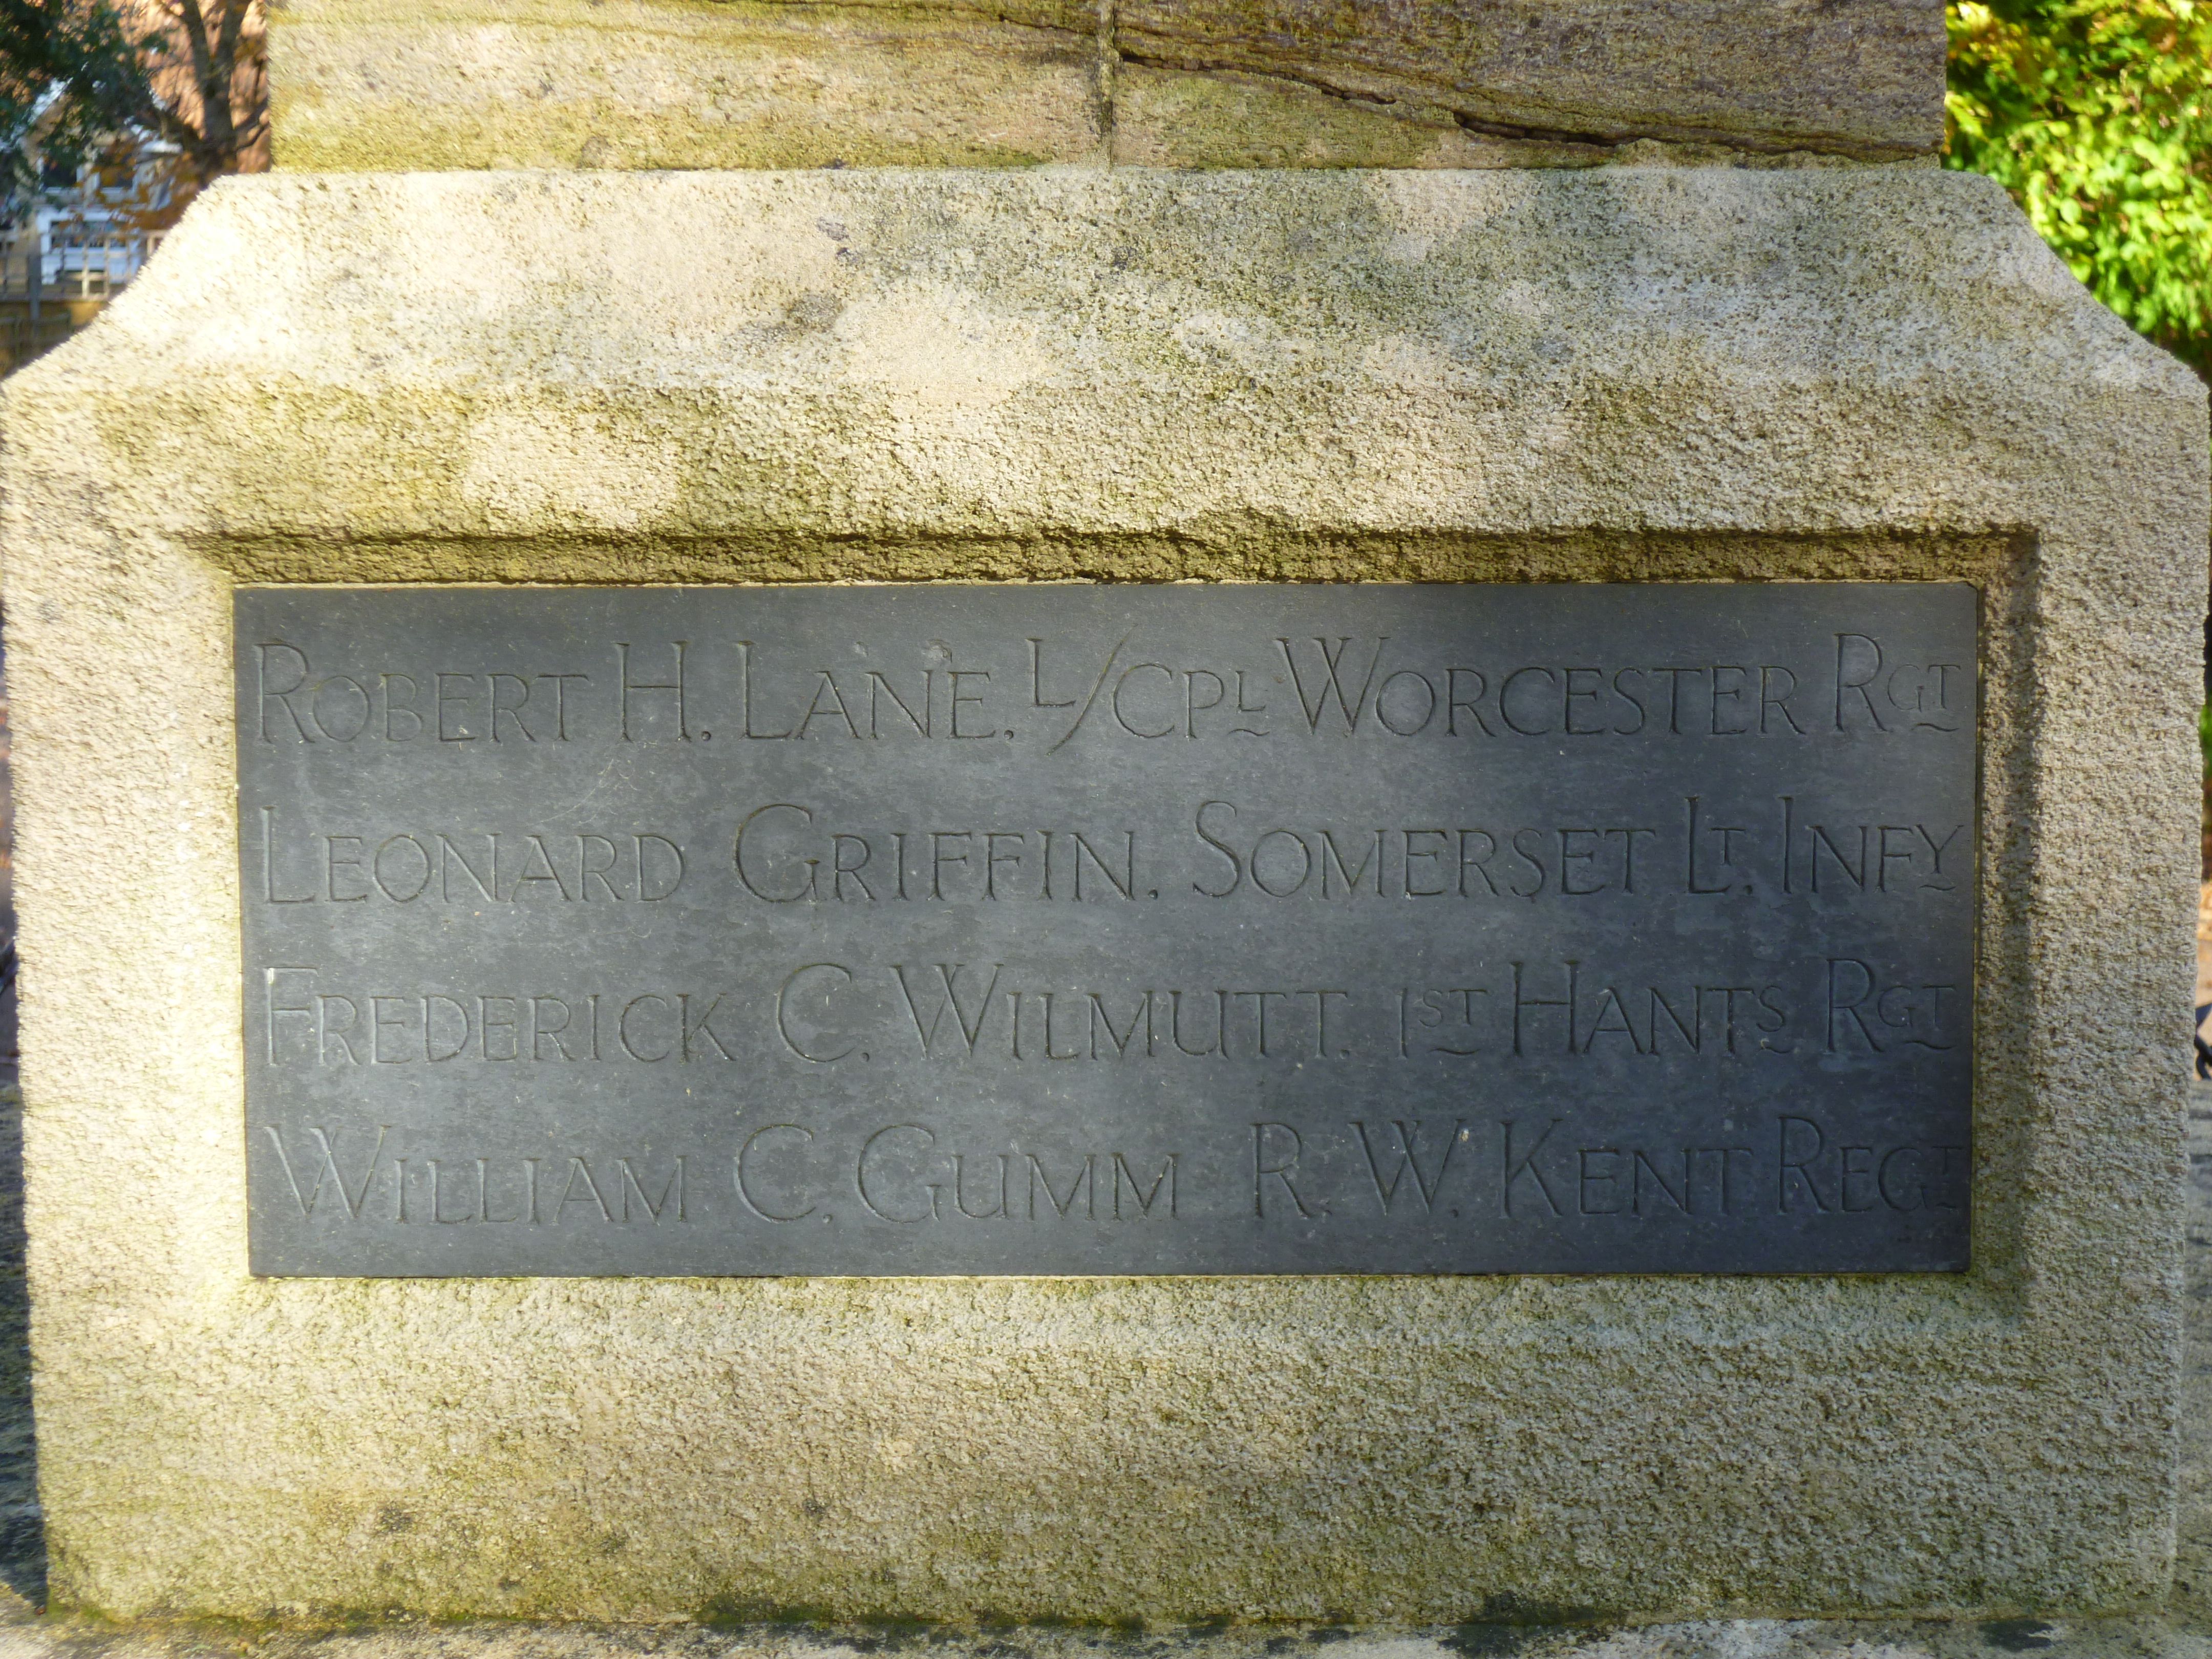 ROBERT H. LANE. L/CPL WORCESTER RGT
LEONARD GRIFFIN. SOMERSET LT. INFY
FREDERICK C. WILMUTT. 1ST HANTS RGT
WILLIAM C. GUMM R. W. KENT REGT